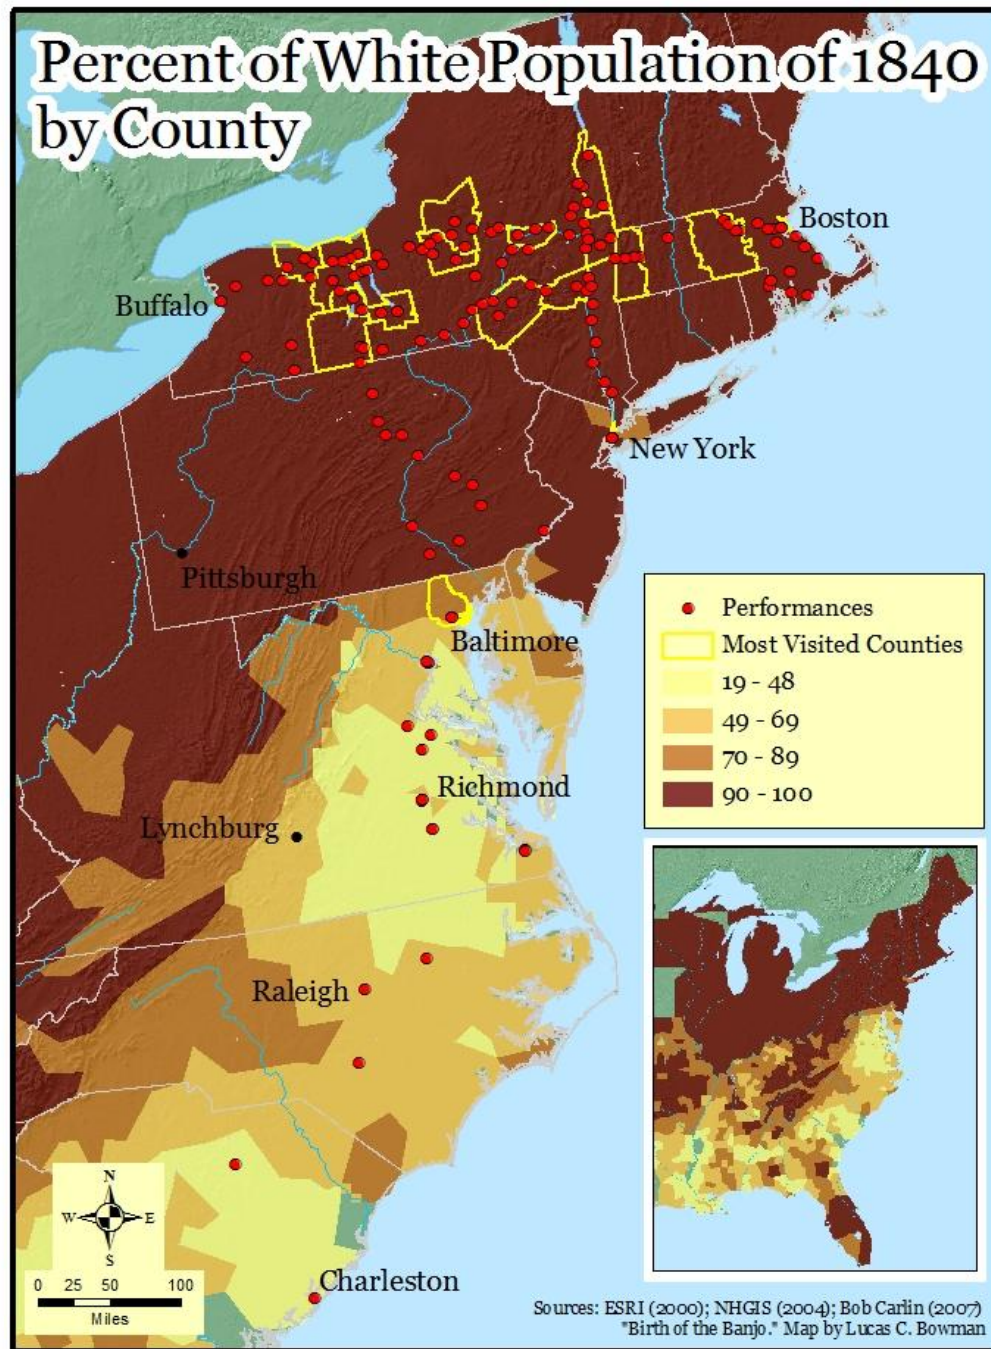 Percent of White Population of 1840
by County
Boston
Buffalo
New York
Pittsburgh
Baltimore
Richmond
Lynchburg
Raleigh
Charleston
Performances
Most Visited Counties
19 - 48
49 - 69
70 - 89
90 - 100
N
W E
S
0 25 50 100
Miles
Sources: ESRI (2000); NHGIS (2004); Bob Carlin (2007)
"Birth of the Banjo." Map by Lucas C. Bowman